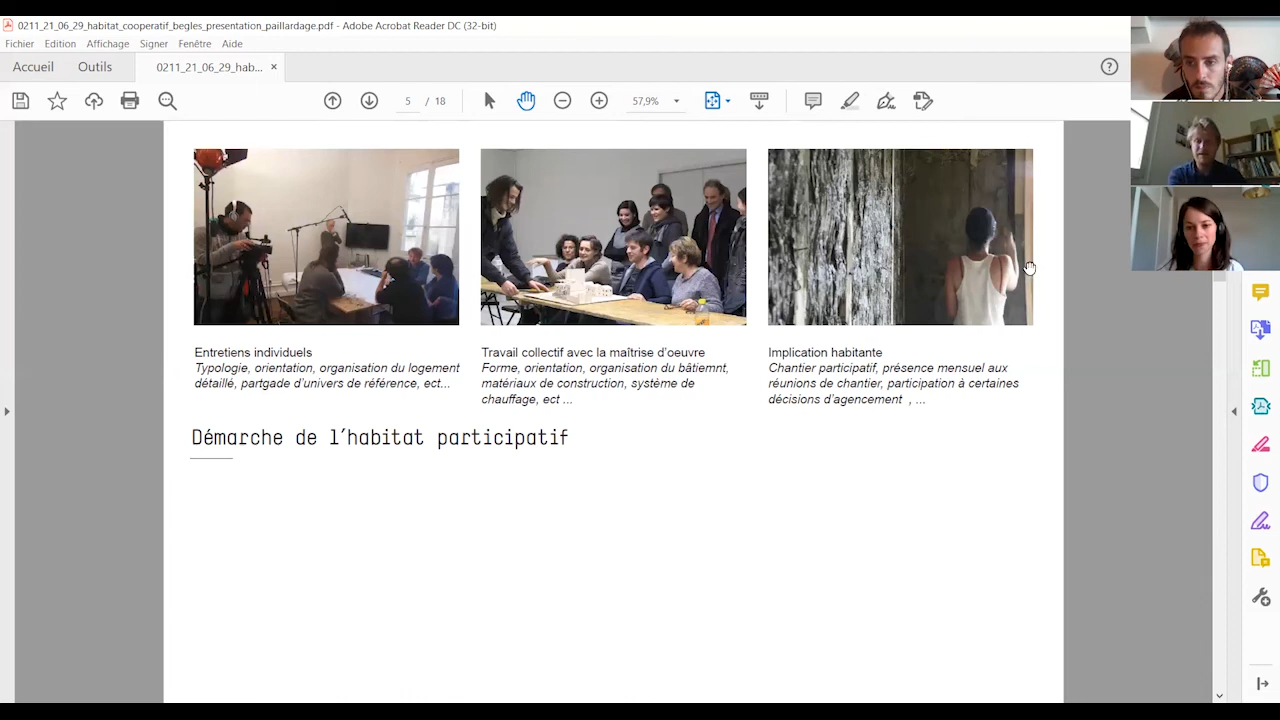 0211_21_06_29_habitat_cooperatif_begles_presentation_paillardage.pdf - Adobe Acrobat Reader DC (32-bit)
Fichier Edition Affichage Signer Fenêtre Aide
Accueil Outils 0211_21_06_29_hab... ×
5 / 18 57,9%
Entretiens individuels
Typologie, orientation, organisation du logement
détaillé, partgade d'univers de référence, ect...
Travail collectif avec la maîtrise d'oeuvre
Forme, orientation, organisation du bâtiemnt,
matériaux de construction, système de
chauffage, ect ...
Implication habitante
Chantier participatif, présence mensuel aux
réunions de chantier, participation à certaines
décisions d'agencement , ...
Démarche de l'habitat participatif